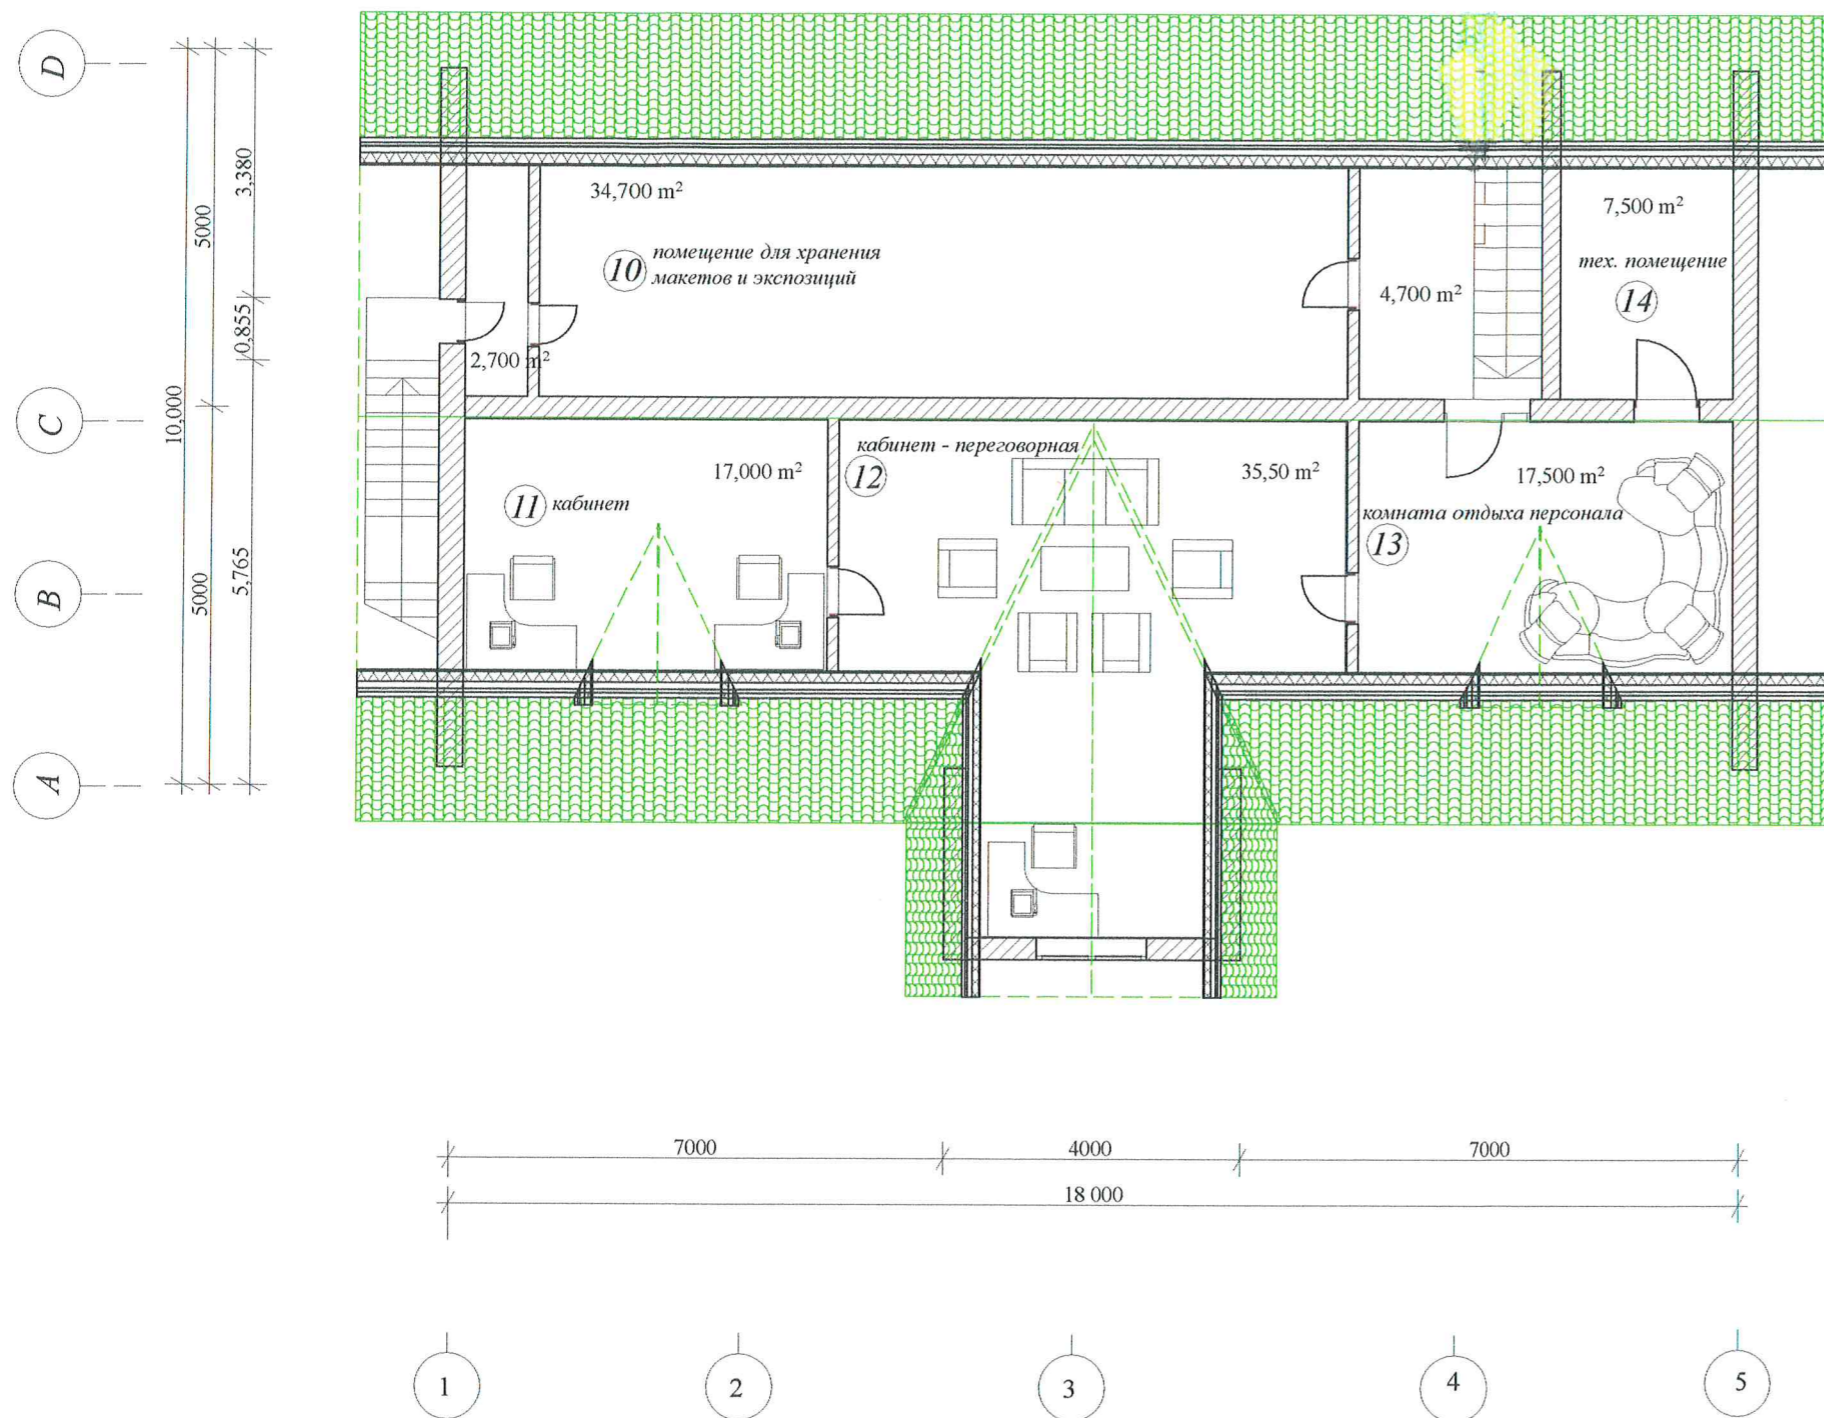 D
3,380
5000
34,700 m²
7,500 m²
10 помещение для хранения
макетов и экспозиций
тех. помещение
14
4,700 m²
0,855
2,700 m²
10,000
C
кабинет - переговорная
12
17,000 m²
35,50 m²
17,500 m²
11 кабинет
комната отдыха персонала
13
B
5000
5,765
A
7000
4000
7000
18 000
1
2
3
4
5